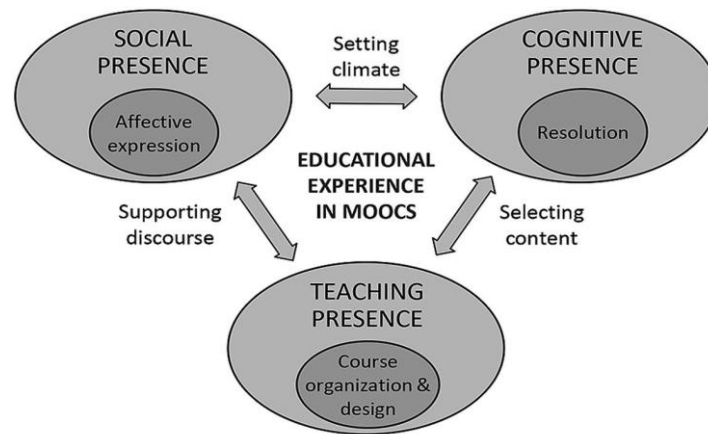 SOCIAL
PRESENCE
Affective
expression
Setting
climate
COGNITIVE
PRESENCE
Resolution
EDUCATIONAL
EXPERIENCE
IN MOOCS
Supporting
discourse
Selecting
content
TEACHING
PRESENCE
Course
organization &
design